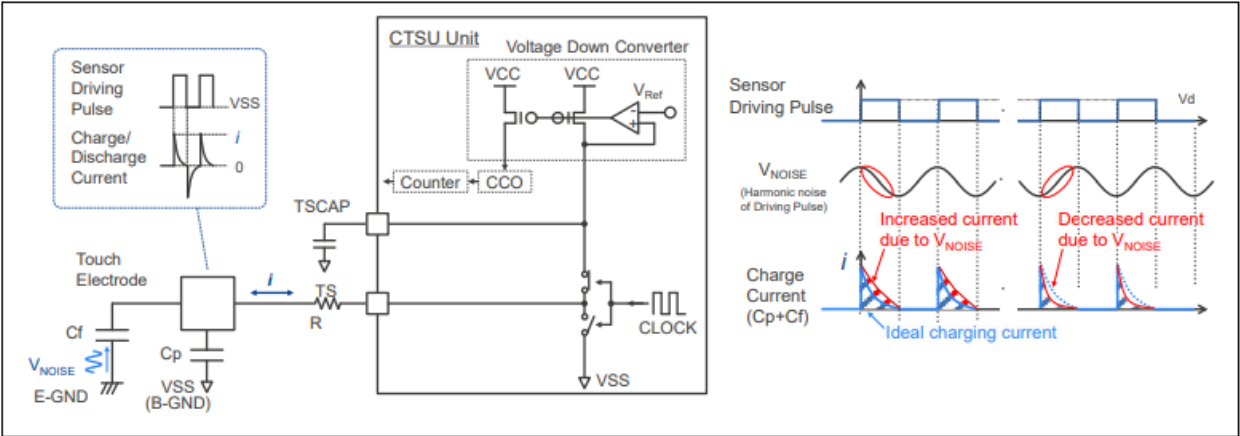 CTSU Unit
Voltage Down Converter
VCC
VCC
VRef
-
+
Counter
CCO
Sensor
Driving
Pulse
VSS
Charge/
Discharge
Current
i
0
TSCAP
Touch
Electrode
i
TS
R
CLOCK
Cf
Cp
VNOISE
E-GND
VSS
(B-GND)
VSS
Sensor
Driving Pulse
Vd
VNOISE
(Harmonic noise
of Driving Pulse)
Increased current
due to VNOISE
Decreased current
due to VNOISE
i
Charge
Current
(Cp+Cf)
Ideal charging current